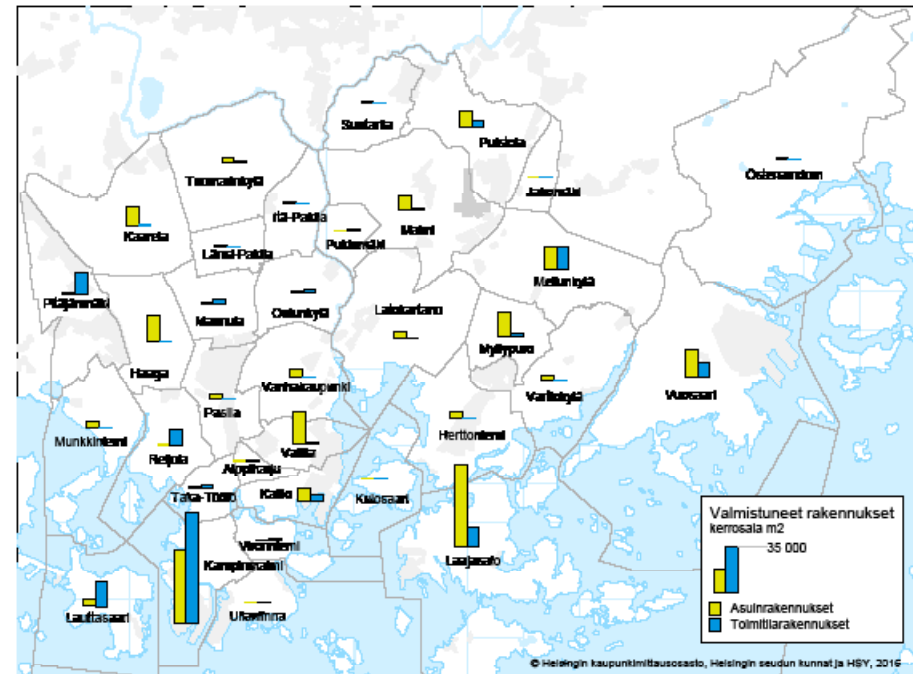 Suutarila
Puistola
Jakomäki
Östersundom
Tuomarinkylä
Itä-Pakila
Pukinmäki
Malmi
Kaarela
Länsi-Pakila
Mellunkylä
Pitäjänmäki
Maunula
Oulunkylä
Latokartano
Myllypuro
Haaga
Vanhakaupunki
Vartiokylä
Vuosaari
Pasila
Munkkiniemi
Herttoniemi
Reijola
Vallila
Alppiharju
Taka-Töölö
Kallio
Kulosaari
Vironniemi
Laajasalo
Kampinmalmi
Lauttasaari
Ullanlinna
Valmistuneet rakennukset
kerrosala m2
35 000
Asuinrakennukset
Toimitilarakennukset
© Helsingin kaupunkimittausosasto, Helsingin seudun kunnat ja HSY, 2016